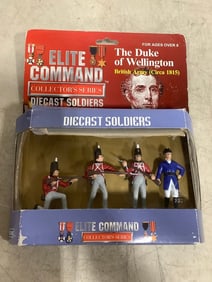 FOR AGES OVER 4
ELITE
COMMAND
COLLECTOR'S SERIES
DIECAST SOLDIERS
The Duke
of Wellington
British Army (Circa 1815)
DIECAST SOLDIERS
ELITE
COMMAND
COLLECTOR'S SERIES